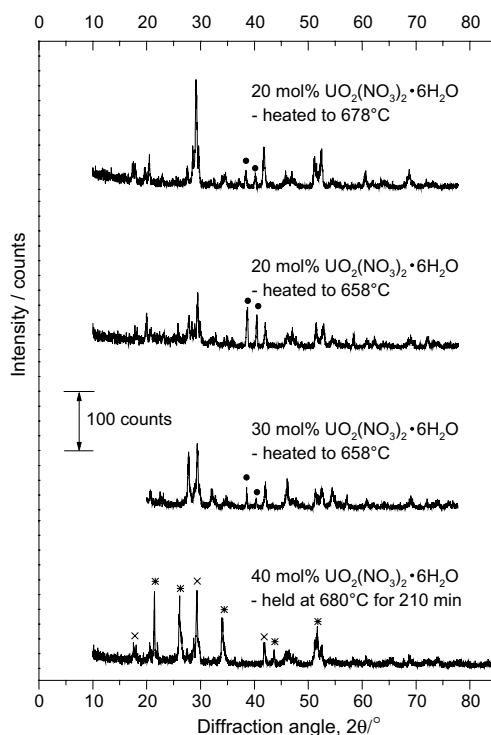 0 10 20 30 40 50 60 70 80
20 mol% UO₂(NO₃)₂•6H₂O
- heated to 678°C
20 mol% UO₂(NO₃)₂•6H₂O
- heated to 658°C
Intensity / counts
100 counts
30 mol% UO₂(NO₃)₂•6H₂O
- heated to 658°C
40 mol% UO₂(NO₃)₂•6H₂O
- held at 680°C for 210 min
0 10 20 30 40 50 60 70 80
Diffraction angle, 2θ/°